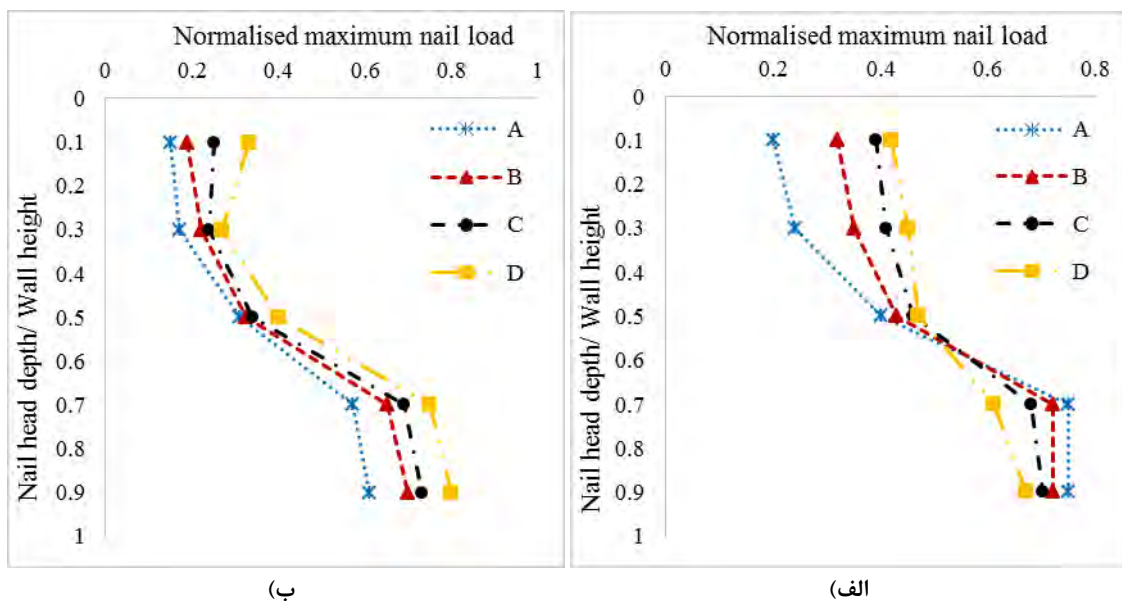 Normalised maximum nail load
0 0.2 0.4 0.6 0.8 1
0
0.1
0.2
0.3
0.4
0.5
0.6
0.7
0.8
0.9
1
Nail head depth/ Wall height
A
B
C
D
ب)
Normalised maximum nail load
0 0.2 0.4 0.6 0.8
0
0.1
0.2
0.3
0.4
0.5
0.6
0.7
0.8
0.9
1
Nail head depth/ Wall height
A
B
C
D
الف)